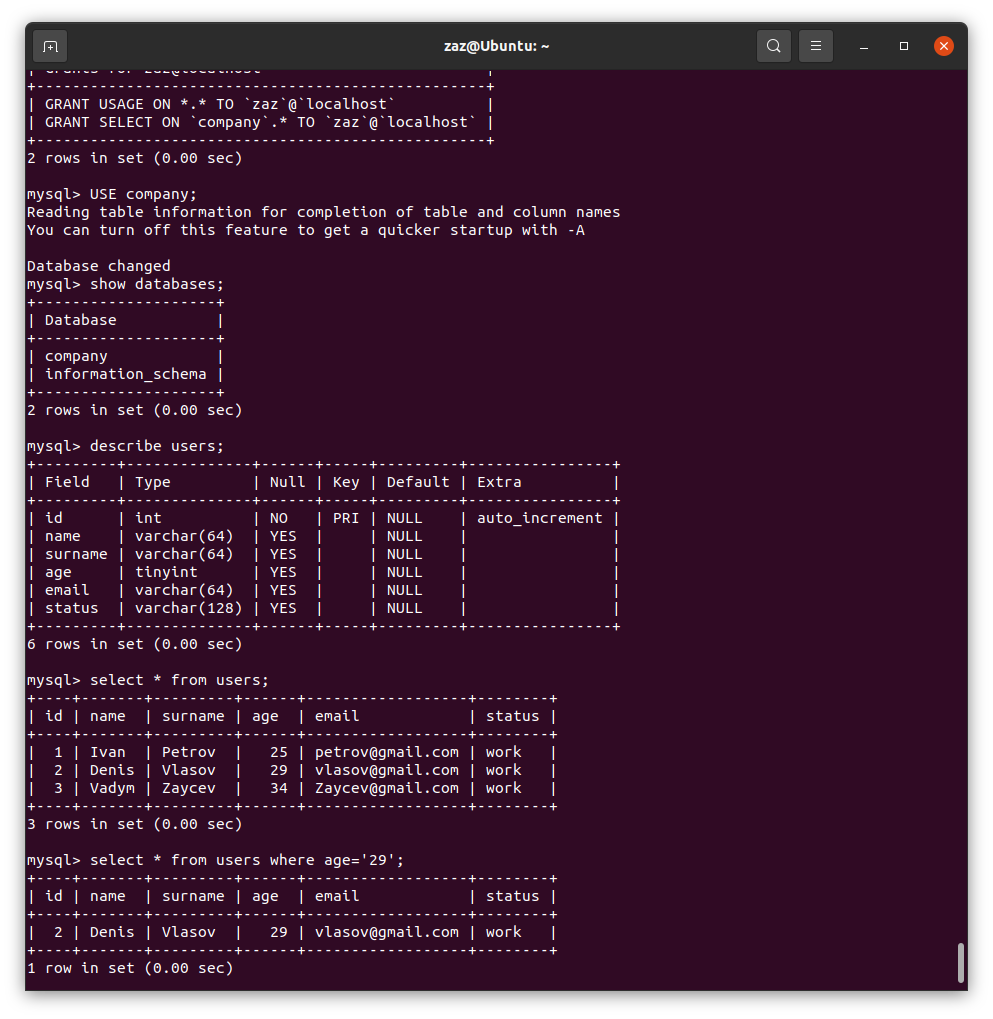 zaz@Ubuntu: ~
| Grants for zaz@localhost                         |
+--------------------------------------------------+
| GRANT USAGE ON *.* TO `zaz`@`localhost`          |
| GRANT SELECT ON `company`.* TO `zaz`@`localhost` |
+--------------------------------------------------+
2 rows in set (0.00 sec)

mysql> USE company;
Reading table information for completion of table and column names
You can turn off this feature to get a quicker startup with -A

Database changed
mysql> show databases;
+--------------------+
| Database           |
+--------------------+
| company            |
| information_schema |
+--------------------+
2 rows in set (0.00 sec)

mysql> describe users;
+---------+--------------+------+-----+---------+----------------+
| Field   | Type         | Null | Key | Default | Extra          |
+---------+--------------+------+-----+---------+----------------+
| id      | int          | NO   | PRI | NULL    | auto_increment |
| name    | varchar(64)  | YES  |     | NULL    |                |
| surname | varchar(64)  | YES  |     | NULL    |                |
| age     | tinyint      | YES  |     | NULL    |                |
| email   | varchar(64)  | YES  |     | NULL    |                |
| status  | varchar(128) | YES  |     | NULL    |                |
+---------+--------------+------+-----+---------+----------------+
6 rows in set (0.00 sec)

mysql> select * from users;
+----+-------+---------+------+------------------+--------+
| id | name  | surname | age  | email            | status |
+----+-------+---------+------+------------------+--------+
|  1 | Ivan  | Petrov  |   25 | petrov@gmail.com | work   |
|  2 | Denis | Vlasov  |   29 | vlasov@gmail.com | work   |
|  3 | Vadym | Zaycev  |   34 | Zaycev@gmail.com | work   |
+----+-------+---------+------+------------------+--------+
3 rows in set (0.00 sec)

mysql> select * from users where age='29';
+----+-------+---------+------+------------------+--------+
| id | name  | surname | age  | email            | status |
+----+-------+---------+------+------------------+--------+
|  2 | Denis | Vlasov  |   29 | vlasov@gmail.com | work   |
+----+-------+---------+------+------------------+--------+
1 row in set (0.00 sec)